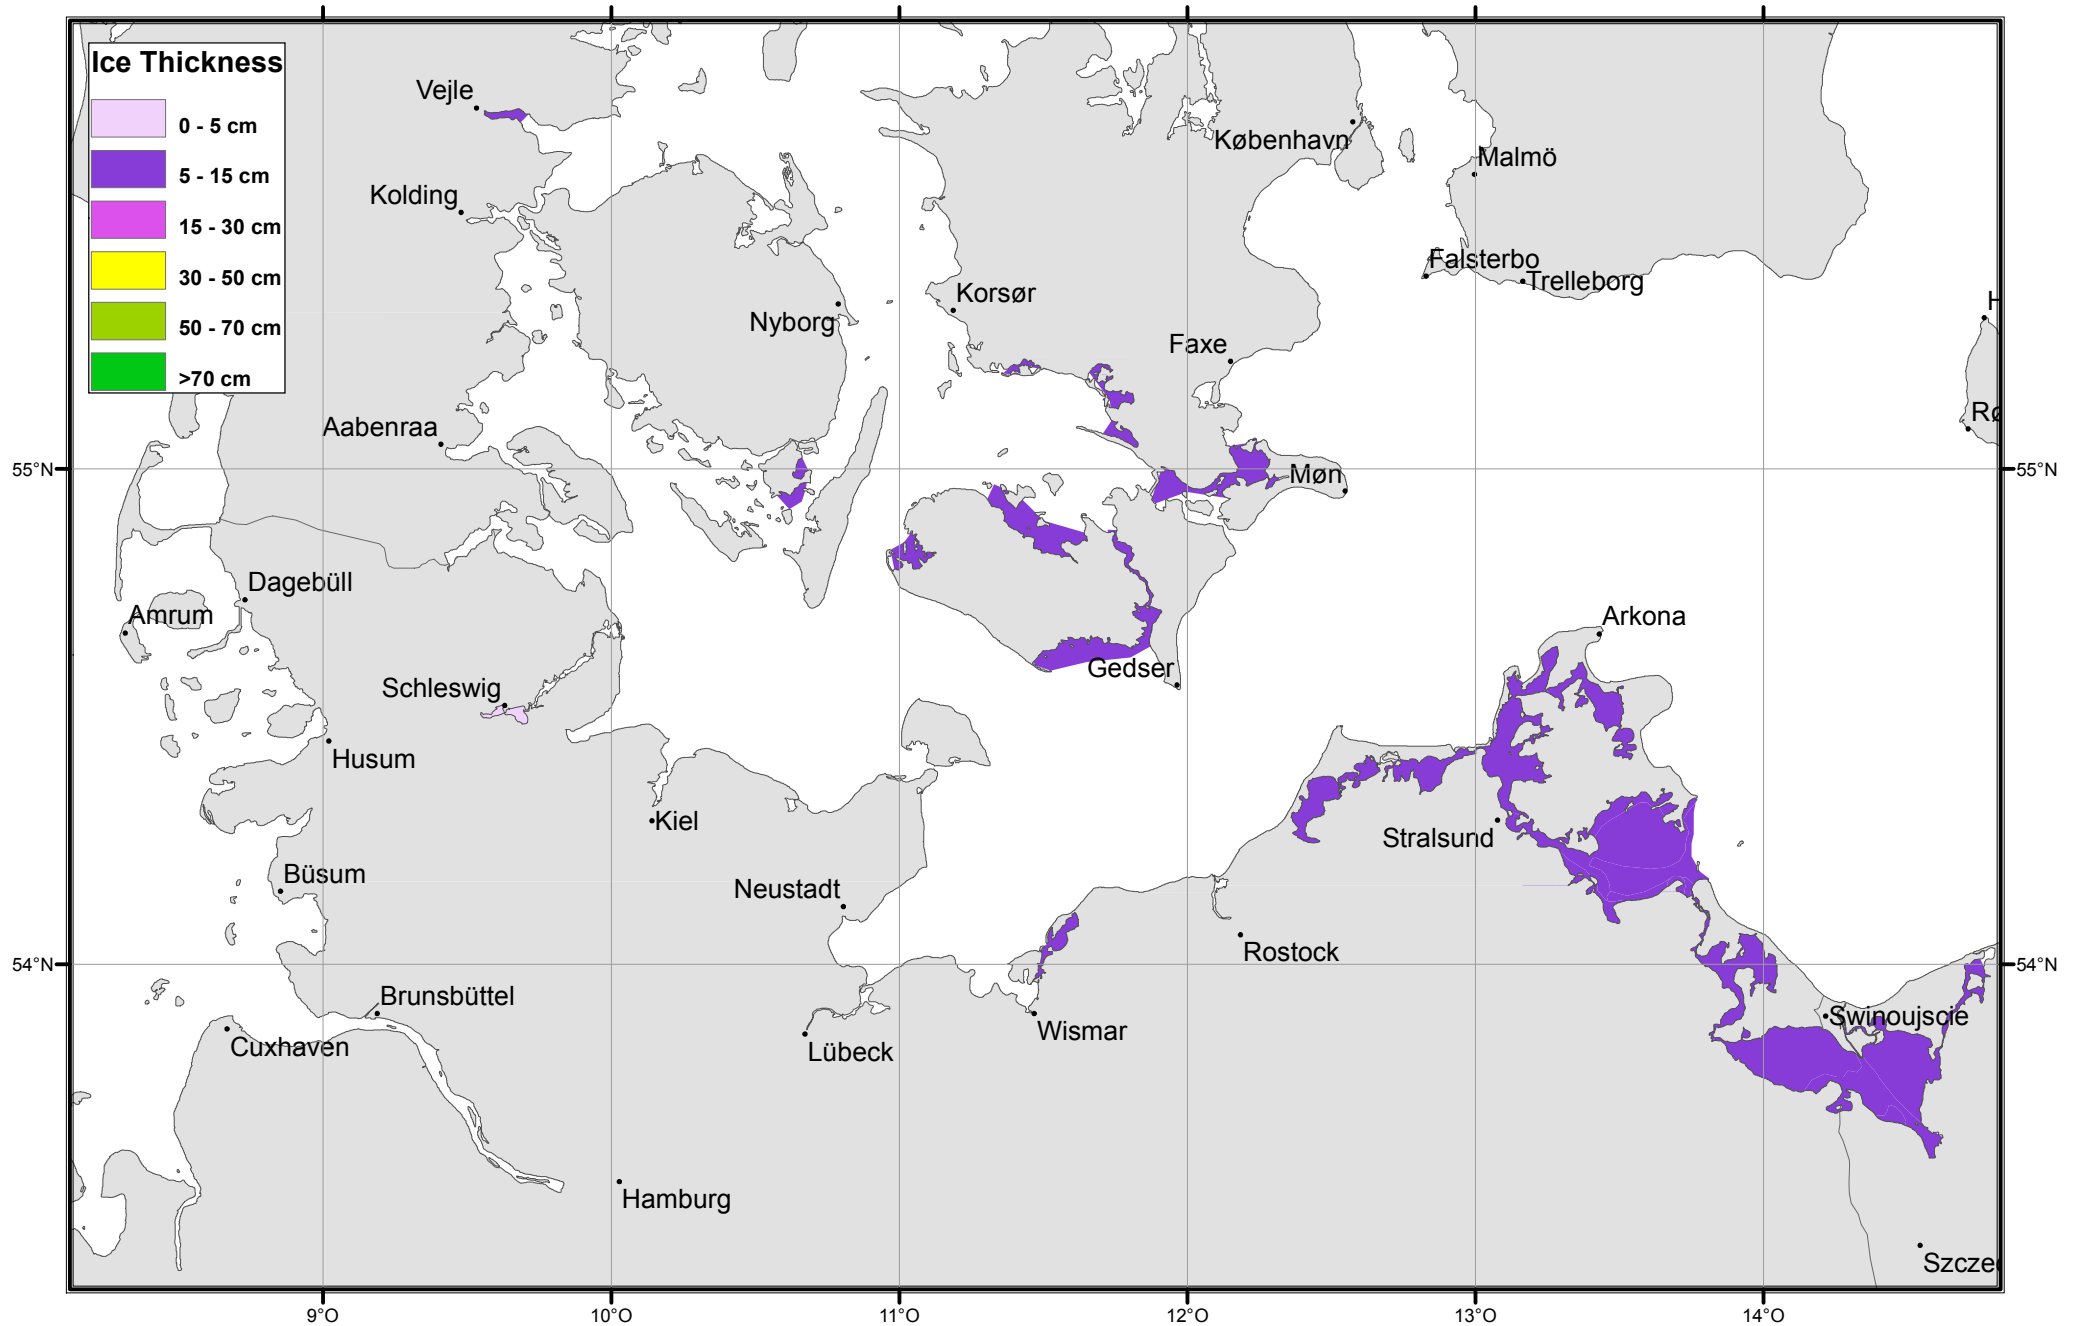 Ice Thickness
0 - 5 cm
5 - 15 cm
15 - 30 cm
30 - 50 cm
50 - 70 cm
>70 cm
Vejle
København
Malmö
Kolding
Falsterbo
Trelleborg
Korsør
H
Nyborg
Faxe
Rø
Aabenraa
55°N
Møn
55°N
Dagebüll
Amrum
Arkona
Gedser
Schleswig
Husum
Kiel
Stralsund
Büsum
Neustadt
Rostock
54°N
54°N
Brunsbüttel
Swinoujscie
Wismar
Cuxhaven
Lübeck
Hamburg
Szcze
9°O
10°O
11°O
12°O
13°O
14°O